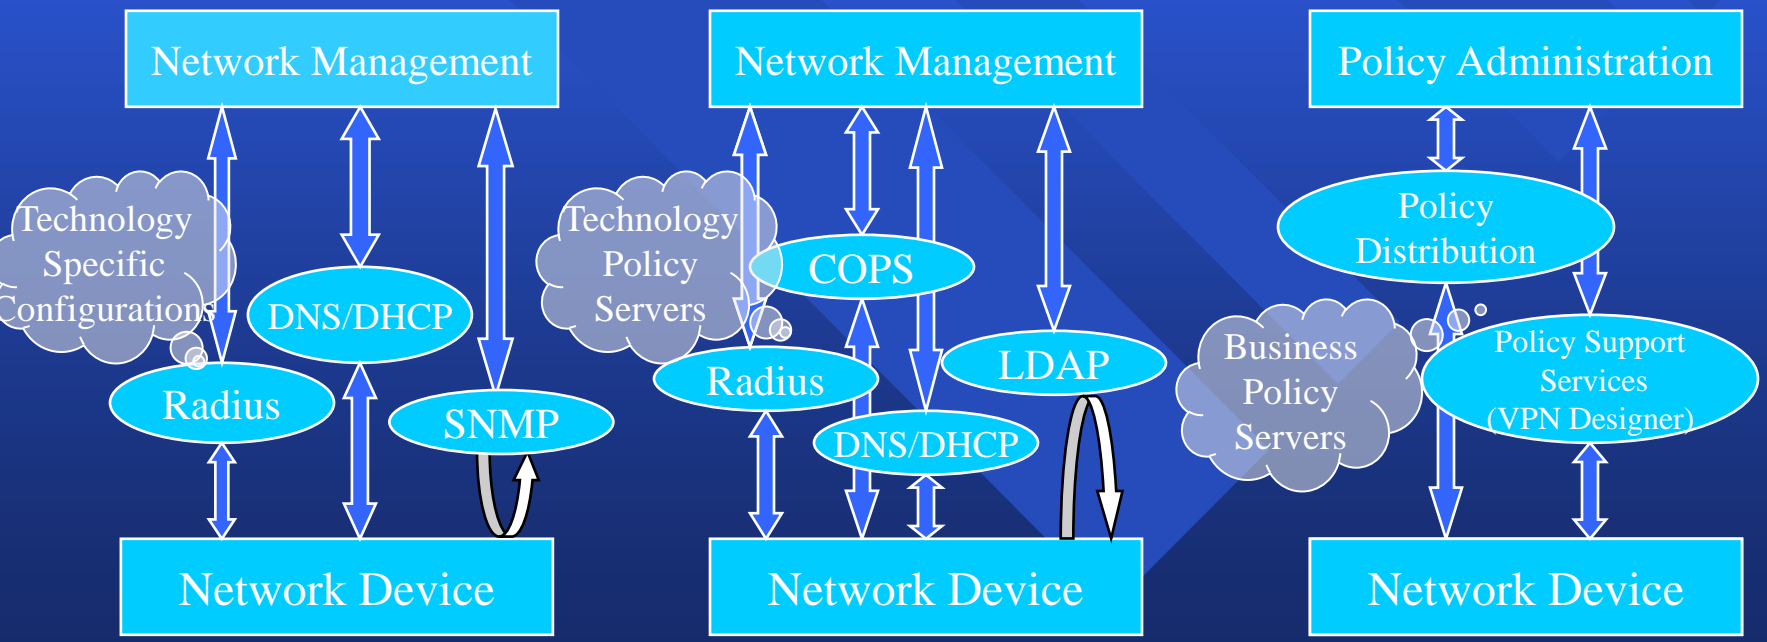 Network Management
Technology
Specific
Configurations
DNS/DHCP
Radius
SNMP
Network Device
Network Management
Technology
Policy
Servers
COPS
Radius
LDAP
DNS/DHCP
Network Device
Policy Administration
Policy
Distribution
Business
Policy
Servers
Policy Support
Services
(VPN Designer)
Network Device